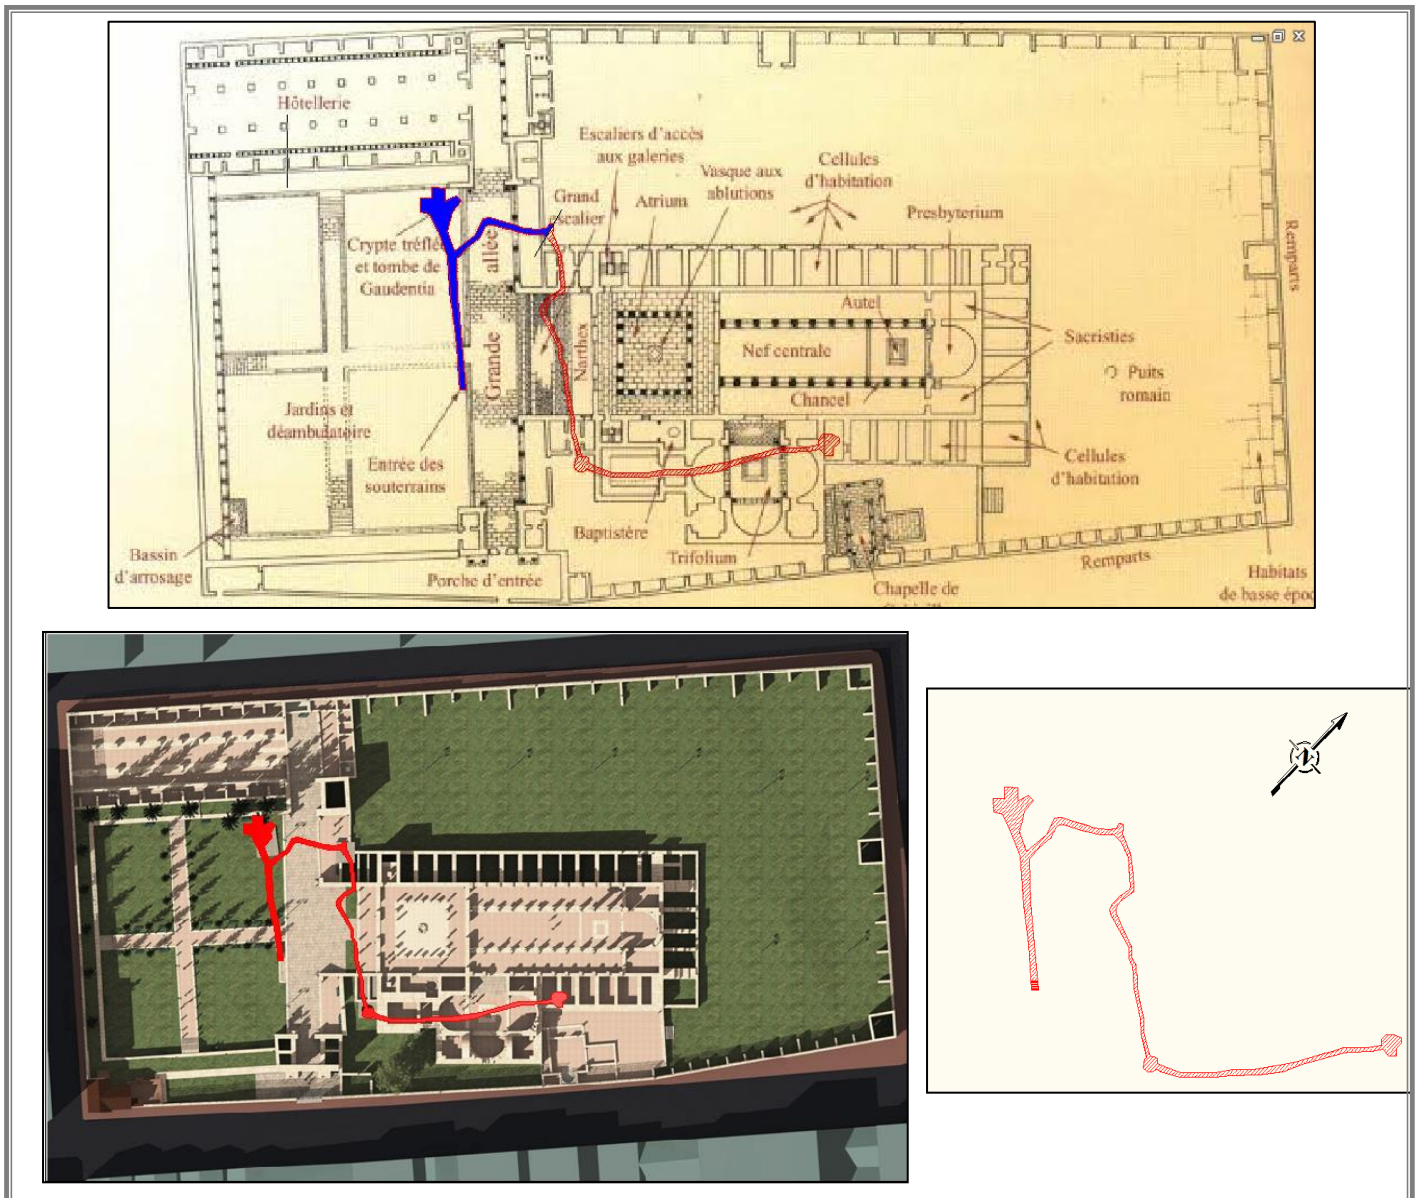 Hôtellerie
Escaliers d'accès
aux galeries
Vasque aux
ablutions
Cellules
d'habitation
Grand
escalier
Atrium
Presbyterium
Crypte tréflée
et tombe de
Gaudentia
Grande allée
Remparts
Narthex
Autel
Nef centrale
Sacristies
Chancel
Puits
romain
Jardins et
déambulatoire
Entrée des
souterrains
Cellules
d'habitation
Baptistère
Trifolium
Bassin
d'arrosage
Porche d'entrée
Remparts
Chapelle de
Habitats
de basse époc
N